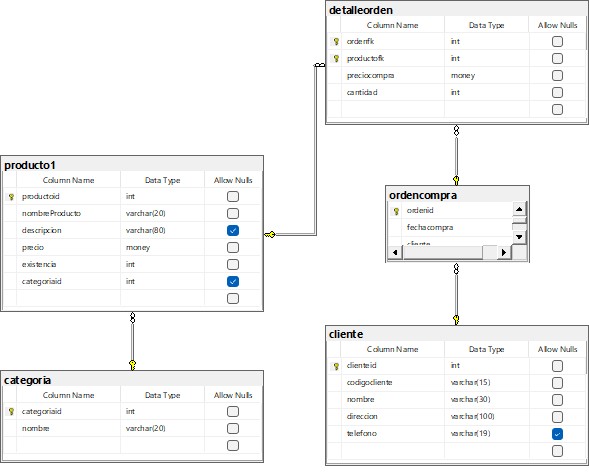 detalleorden
Column Name Data Type Allow Nulls
ordenfk int
productofk int
preciocompra money
cantidad int
producto1
Column Name Data Type Allow Nulls
productoid int
nombreProducto varchar(20)
descripcion varchar(80)
precio money
existencia int
categoriaid int
ordencompra
ordenid
fechacompra
cliente
categoria
Column Name Data Type Allow Nulls
categoriaid int
nombre varchar(20)
cliente
Column Name Data Type Allow Nulls
clienteid int
codigocliente varchar(15)
nombre varchar(30)
direccion varchar(100)
telefono varchar(19)